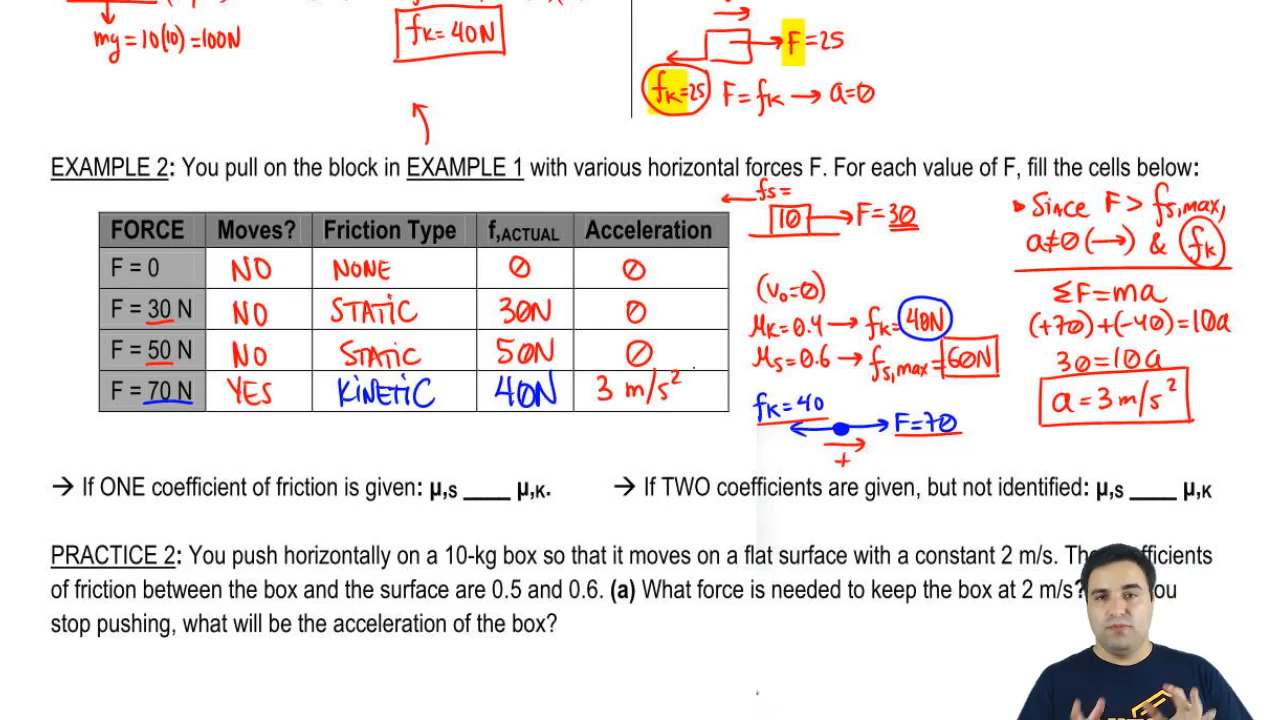 mg = 10(10) = 100N
fK = 40N
F = 25
fK = 25
F = fK → a = 0
EXAMPLE 2: You pull on the block in EXAMPLE 1 with various horizontal forces F. For each value of F, fill the cells below:
FORCE Moves? Friction Type f,ACTUAL Acceleration
F = 0 NO NONE 0 0
F = 30 N NO STATIC 30N 0
F = 50 N NO STATIC 50N 0
F = 70 N YES KINETIC 40N 3 m/s²
fs =
10 F = 30
(V0 = 0)
μK = 0.4 → fK = 40N
μS = 0.6 → fS,max = 60N
fK = 40 F = 70
+
Since F > fS,max,
a ≠ 0 (→) & fK
ΣF = ma
(+70) + (-40) = 10a
30 = 10a
a = 3 m/s²
→ If ONE coefficient of friction is given: μ,S ____ μ,K.
→ If TWO coefficients are given, but not identified: μ,S ____ μ,K
PRACTICE 2: You push horizontally on a 10-kg box so that it moves on a flat surface with a constant 2 m/s.
of friction between the box and the surface are 0.5 and 0.6. (a) What force is needed to keep the box at 2 m/s?
stop pushing, what will be the acceleration of the box?